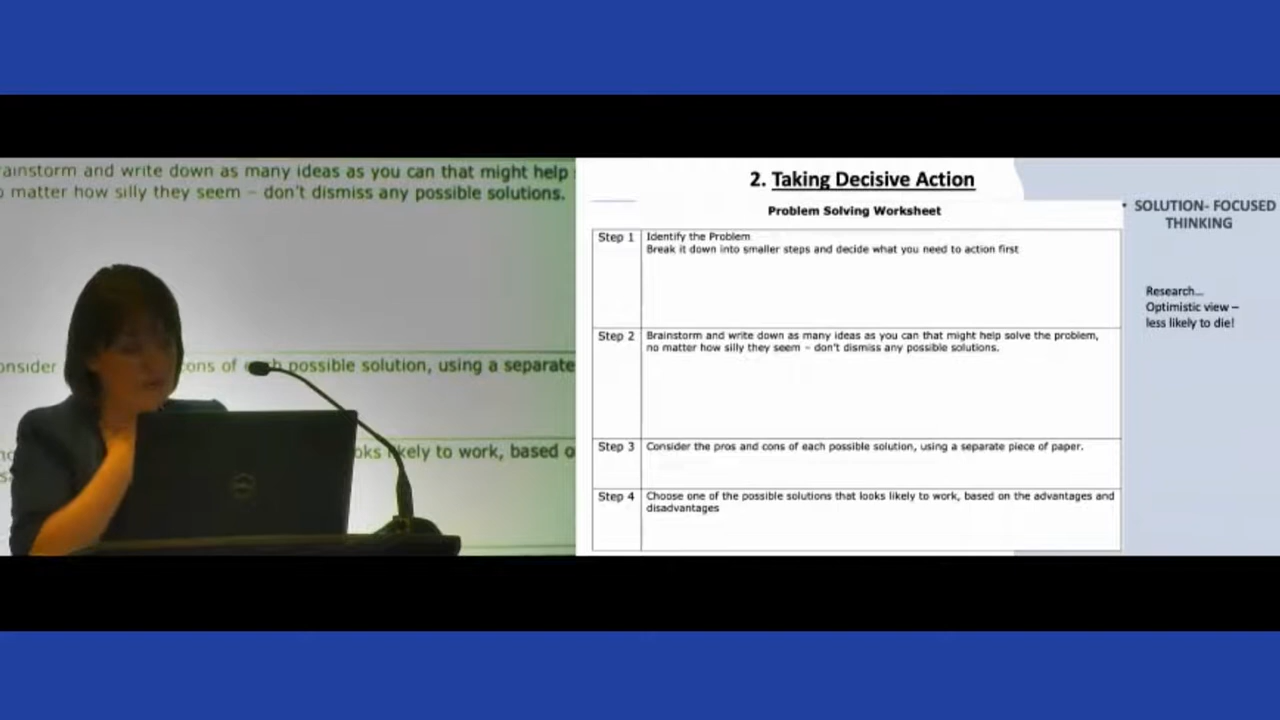 ainstorm and write down as many ideas as you can that might help
matter how silly they seem – don't dismiss any possible solutions.
onsider cons of each possible solution, using a separate
likely to work, based o
2. Taking Decisive Action
Problem Solving Worksheet
Step 1 Identify the Problem
Break it down into smaller steps and decide what you need to action first
Step 2 Brainstorm and write down as many ideas as you can that might help solve the problem,
no matter how silly they seem – don't dismiss any possible solutions.
Step 3 Consider the pros and cons of each possible solution, using a separate piece of paper.
Step 4 Choose one of the possible solutions that looks likely to work, based on the advantages and
disadvantages
• SOLUTION- FOCUSED
THINKING
Research...
Optimistic view –
less likely to die!